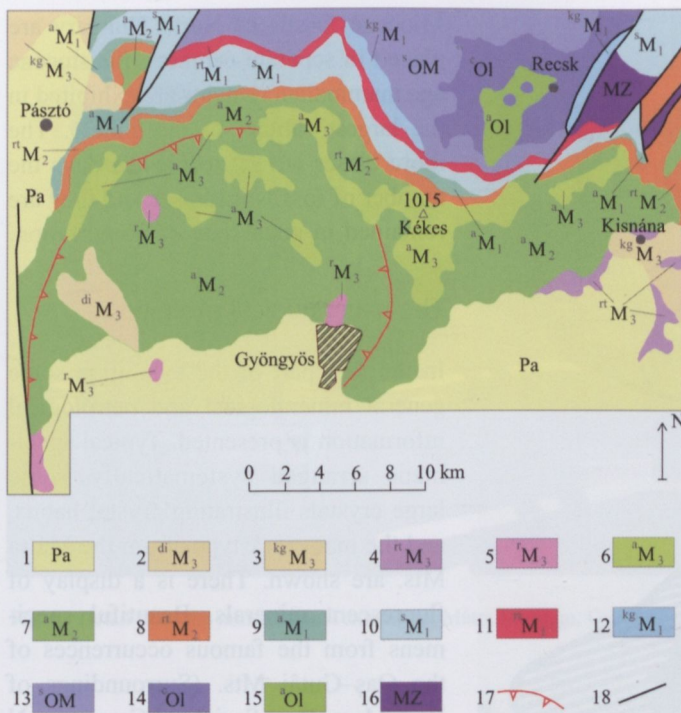 ᵃM₁
ᵃM₂
ˢM₁
ᵏᵍM₁
ᵏᵍM₁
ˢM₁
ᵏᵍM₃
ʳᵗM₁
ˢM₁
ˢOM
ᶜOl
Recsk
MZ
Pásztó
ᵃM₁
ᵃM₂
ᵃM₃
ᵃOl
ʳᵗM₂
ᵃM₃
ʳᵗM₂
Pa
1015
Kékes
ᵃM₃
ᵃM₁
ʳᵗM₂
ʳM₃
ᵃM₃
ᵃM₁
ᵃM₂
Kisnána
ᵃM₃
ᵏᵍM₃
ᵃM₂
ʳM₃
ᵈⁱM₃
ʳᵗM₃
Gyöngyös
Pa
ʳM₃
N
0 2 4 6 8 10 km
1 Pa 2 ᵈⁱM₃ 3 ᵏᵍM₃ 4 ʳᵗM₃ 5 ʳM₃ 6 ᵃM₃
7 ᵃM₂ 8 ʳᵗM₂ 9 ᵃM₁ 10 ˢM₁ 11 ʳᵗM₁ 12 ᵏᵍM₁
13 ˢOM 14 ᶜOl 15 ᵃOl 16 MZ 17 18